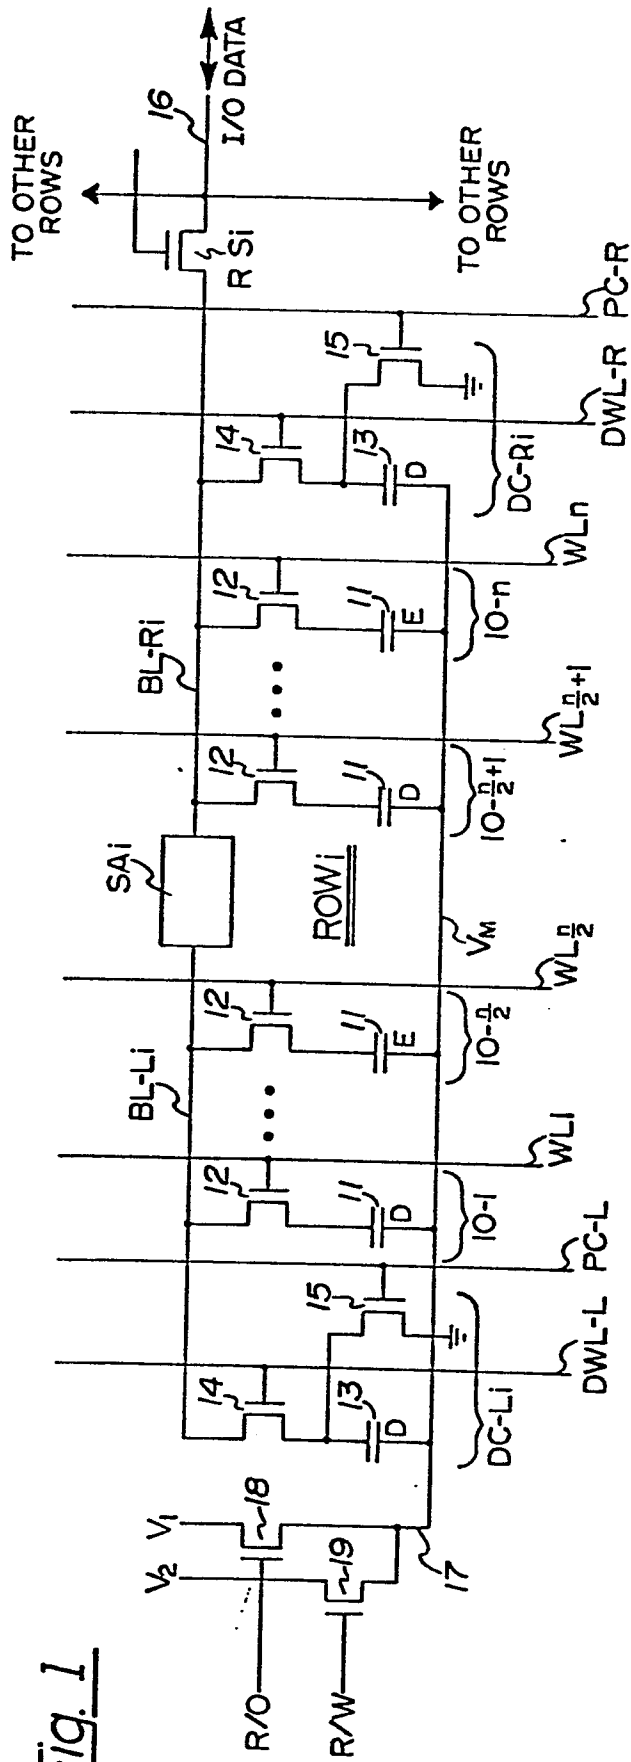 Fig. 1
R/O
R/W
V1
V2
18
19
17
14
13
D
15
DC-Li
DWL-L
PC-L
12
11
D
10-1
WL1
BL-Li
12
11
E
10-n/2
WLn/2
SAi
ROWi
VM
12
11
D
10-n/2+1
WLn/2+1
BL-Ri
12
11
E
10-n
WLn
14
13
D
15
DC-Ri
DWL-R
PC-R
R Si
TO OTHER
ROWS
16
I/O DATA
TO OTHER
ROWS